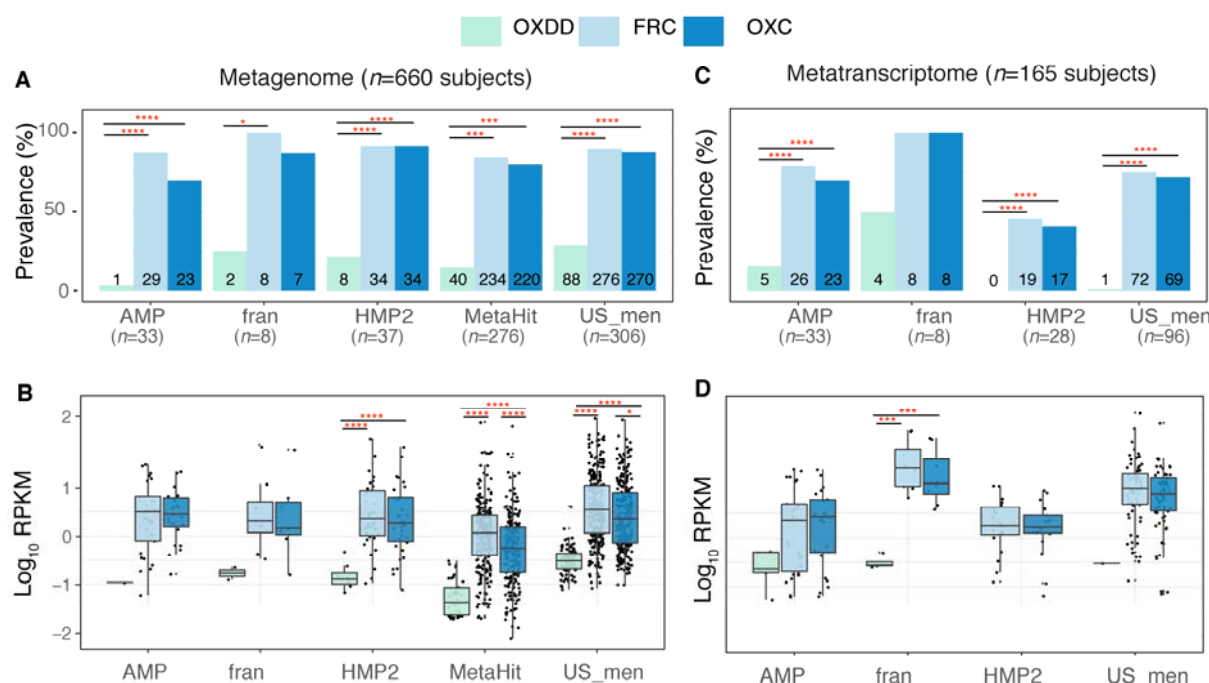 OXDD FRC OXC
A Metagenome (n=660 subjects)
Prevalence (%)
100
50
0
**** **** * **** **** *** *** **** ****
1 29 23 2 8 7 8 34 34 40 234 220 88 276 270
AMP fran HMP2 MetaHit US_men
(n=33) (n=8) (n=37) (n=276) (n=306)
C Metatranscriptome (n=165 subjects)
Prevalence (%)
100
50
0
**** **** **** **** **** ****
5 26 23 4 8 8 0 19 17 1 72 69
AMP fran HMP2 US_men
(n=33) (n=8) (n=28) (n=96)
B
Log10 RPKM
2
1
0
−1
−2
**** **** **** **** **** **** **** *
AMP fran HMP2 MetaHit US_men
D
Log10 RPKM
*** ***
AMP fran HMP2 US_men